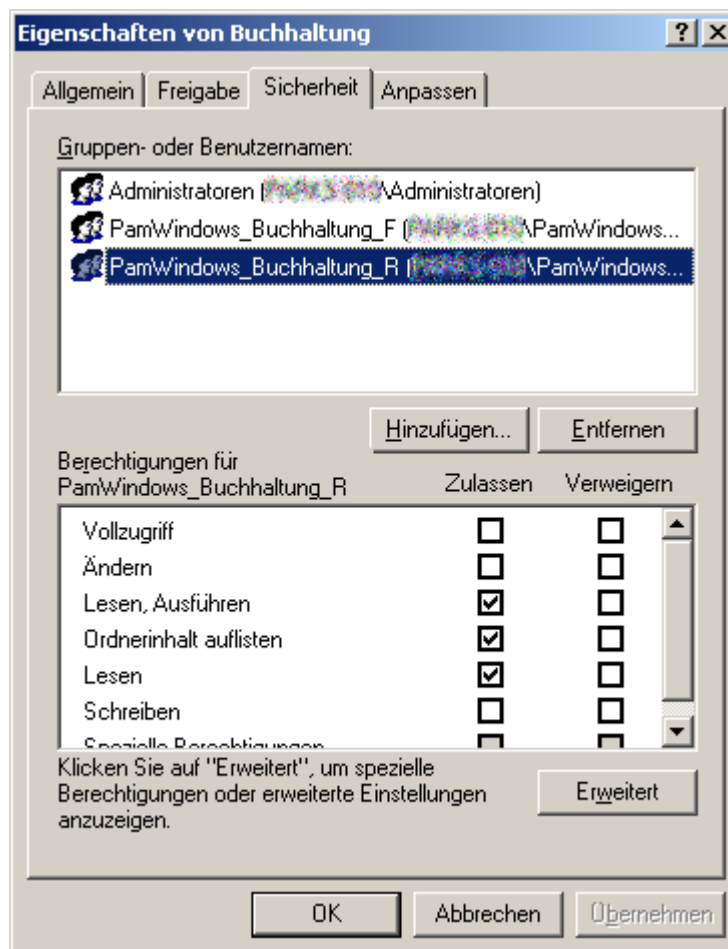 Eigenschaften von Buchhaltung
Allgemein Freigabe Sicherheit Anpassen
Gruppen- oder Benutzernamen:
Administratoren ( \Administratoren)
PamWindows_Buchhaltung_F ( \PamWindows...
PamWindows_Buchhaltung_R ( \PamWindows...
Hinzufügen... Entfernen
Berechtigungen für
PamWindows_Buchhaltung_R Zulassen Verweigern
Vollzugriff
Ändern
Lesen, Ausführen
Ordnerinhalt auflisten
Lesen
Schreiben
Spezielle Berechtigungen
Klicken Sie auf "Erweitert", um spezielle
Berechtigungen oder erweiterte Einstellungen
anzuzeigen.
Erweitert
OK Abbrechen Übernehmen